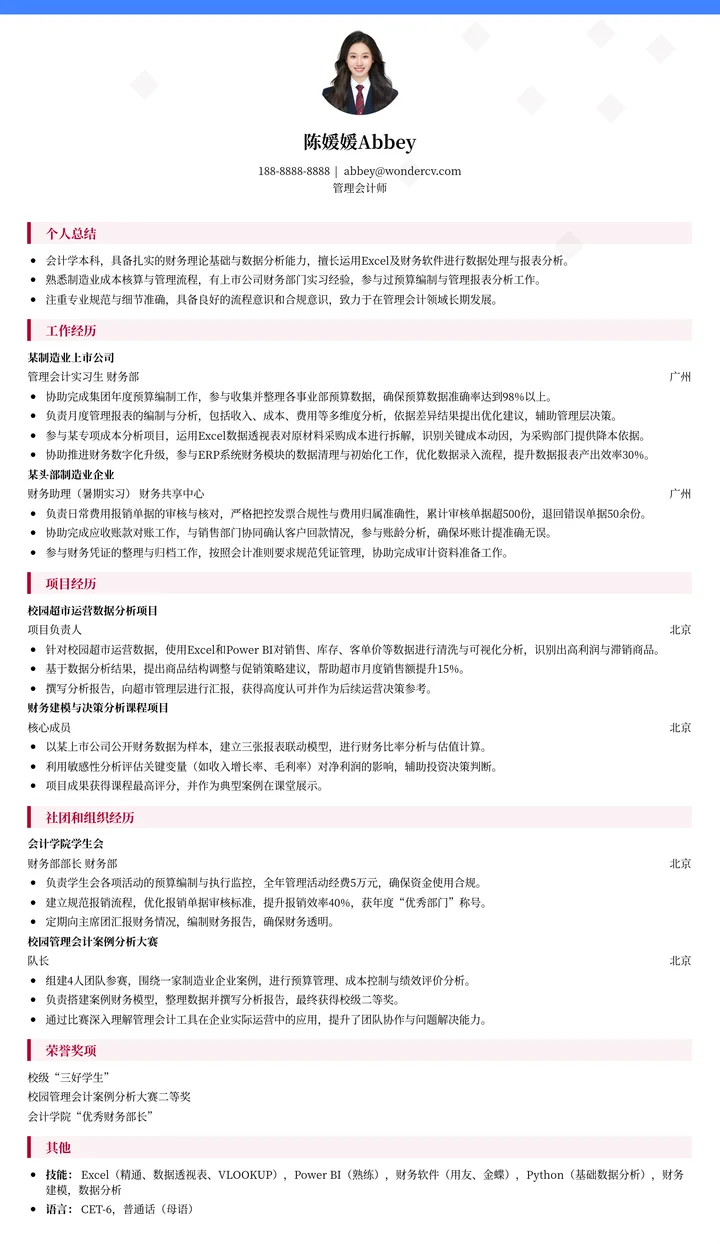 陈媛媛Abbey
188-8888-8888 | abbey@wondercv.com
管理会计师
个人总结
• 会计学本科，具备扎实的财务理论基础与数据分析能力，擅长运用Excel及财务软件进行数据处理与报表分析。
• 熟悉制造业成本核算与管理流程，有上市公司财务部门实习经验，参与过预算编制与管理报表分析工作。
• 注重专业规范与细节准确，具备良好的流程意识和合规意识，致力于在管理会计领域长期发展。
工作经历
某制造业上市公司
管理会计实习生 财务部 广州
• 协助完成集团年度预算编制工作，参与收集并整理各事业部预算数据，确保预算数据准确率达到98%以上。
• 负责月度管理报表的编制与分析，包括收入、成本、费用等多维度分析，依据差异结果提出优化建议，辅助管理层决策。
• 参与某专项成本分析项目，运用Excel数据透视表对原材料采购成本进行拆解，识别关键成本动因，为采购部门提供降本依据。
• 协助推进财务数字化升级，参与ERP系统财务模块的数据清理与初始化工作，优化数据录入流程，提升数据报表产出效率30%。
某头部制造业企业
财务助理（暑期实习） 财务共享中心 广州
• 负责日常费用报销单据的审核与核对，严格把控发票合规性与费用归属准确性，累计审核单据超500份，退回错误单据50余份。
• 协助完成应收账款对账工作，与销售部门协同确认客户回款情况，参与账龄分析，确保坏账计提准确无误。
• 参与财务凭证的整理与归档工作，按照会计准则要求规范凭证管理，协助完成审计资料准备工作。
项目经历
校园超市运营数据分析项目
项目负责人 北京
• 针对校园超市运营数据，使用Excel和Power BI对销售、库存、客单价等数据进行清洗与可视化分析，识别出高利润与滞销商品。
• 基于数据分析结果，提出商品结构调整与促销策略建议，帮助超市月度销售额提升15%。
• 撰写分析报告，向超市管理层进行汇报，获得高度认可并作为后续运营决策参考。
财务建模与决策分析课程项目
核心成员 北京
• 以某上市公司公开财务数据为样本，建立三张报表联动模型，进行财务比率分析与估值计算。
• 利用敏感性分析评估关键变量（如收入增长率、毛利率）对净利润的影响，辅助投资决策判断。
• 项目成果获得课程最高评分，并作为典型案例在课堂展示。
社团和组织经历
会计学院学生会
财务部部长 财务部 北京
• 负责学生会各项活动的预算编制与执行监控，全年管理活动经费5万元，确保资金使用合规。
• 建立规范报销流程，优化报销单据审核标准，提升报销效率40%，获年度“优秀部门”称号。
• 定期向主席团汇报财务情况，编制财务报告，确保财务透明。
校园管理会计案例分析大赛
队长 北京
• 组建4人团队参赛，围绕一家制造业企业案例，进行预算管理、成本控制与绩效评价分析。
• 负责搭建案例财务模型，整理数据并撰写分析报告，最终获得校级二等奖。
• 通过比赛深入理解管理会计工具在企业实际运营中的应用，提升了团队协作与问题解决能力。
荣誉奖项
校级“三好学生”
校园管理会计案例分析大赛二等奖
会计学院“优秀财务部长”
其他
• 技能： Excel（精通、数据透视表、VLOOKUP），Power BI（熟练），财务软件（用友、金蝶），Python（基础数据分析），财务
建模，数据分析
• 语言： CET-6，普通话（母语）